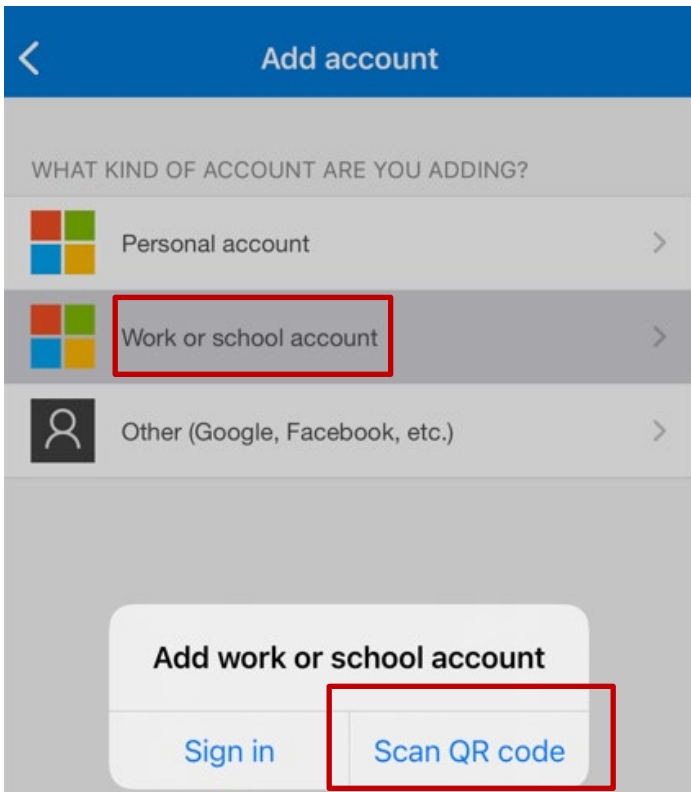 Add account
WHAT KIND OF ACCOUNT ARE YOU ADDING?
Personal account
Work or school account
Other (Google, Facebook, etc.)
Add work or school account
Sign in
Scan QR code